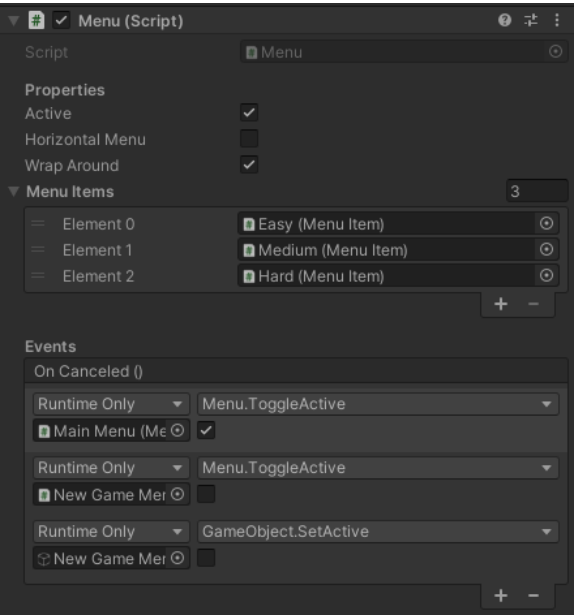 Menu (Script)
Script Menu
Properties
Active
Horizontal Menu
Wrap Around
Menu Items 3
Element 0 Easy (Menu Item)
Element 1 Medium (Menu Item)
Element 2 Hard (Menu Item)
Events
On Canceled ()
Runtime Only Menu.ToggleActive
Main Menu (Me
Runtime Only Menu.ToggleActive
New Game Mer
Runtime Only GameObject.SetActive
New Game Mer